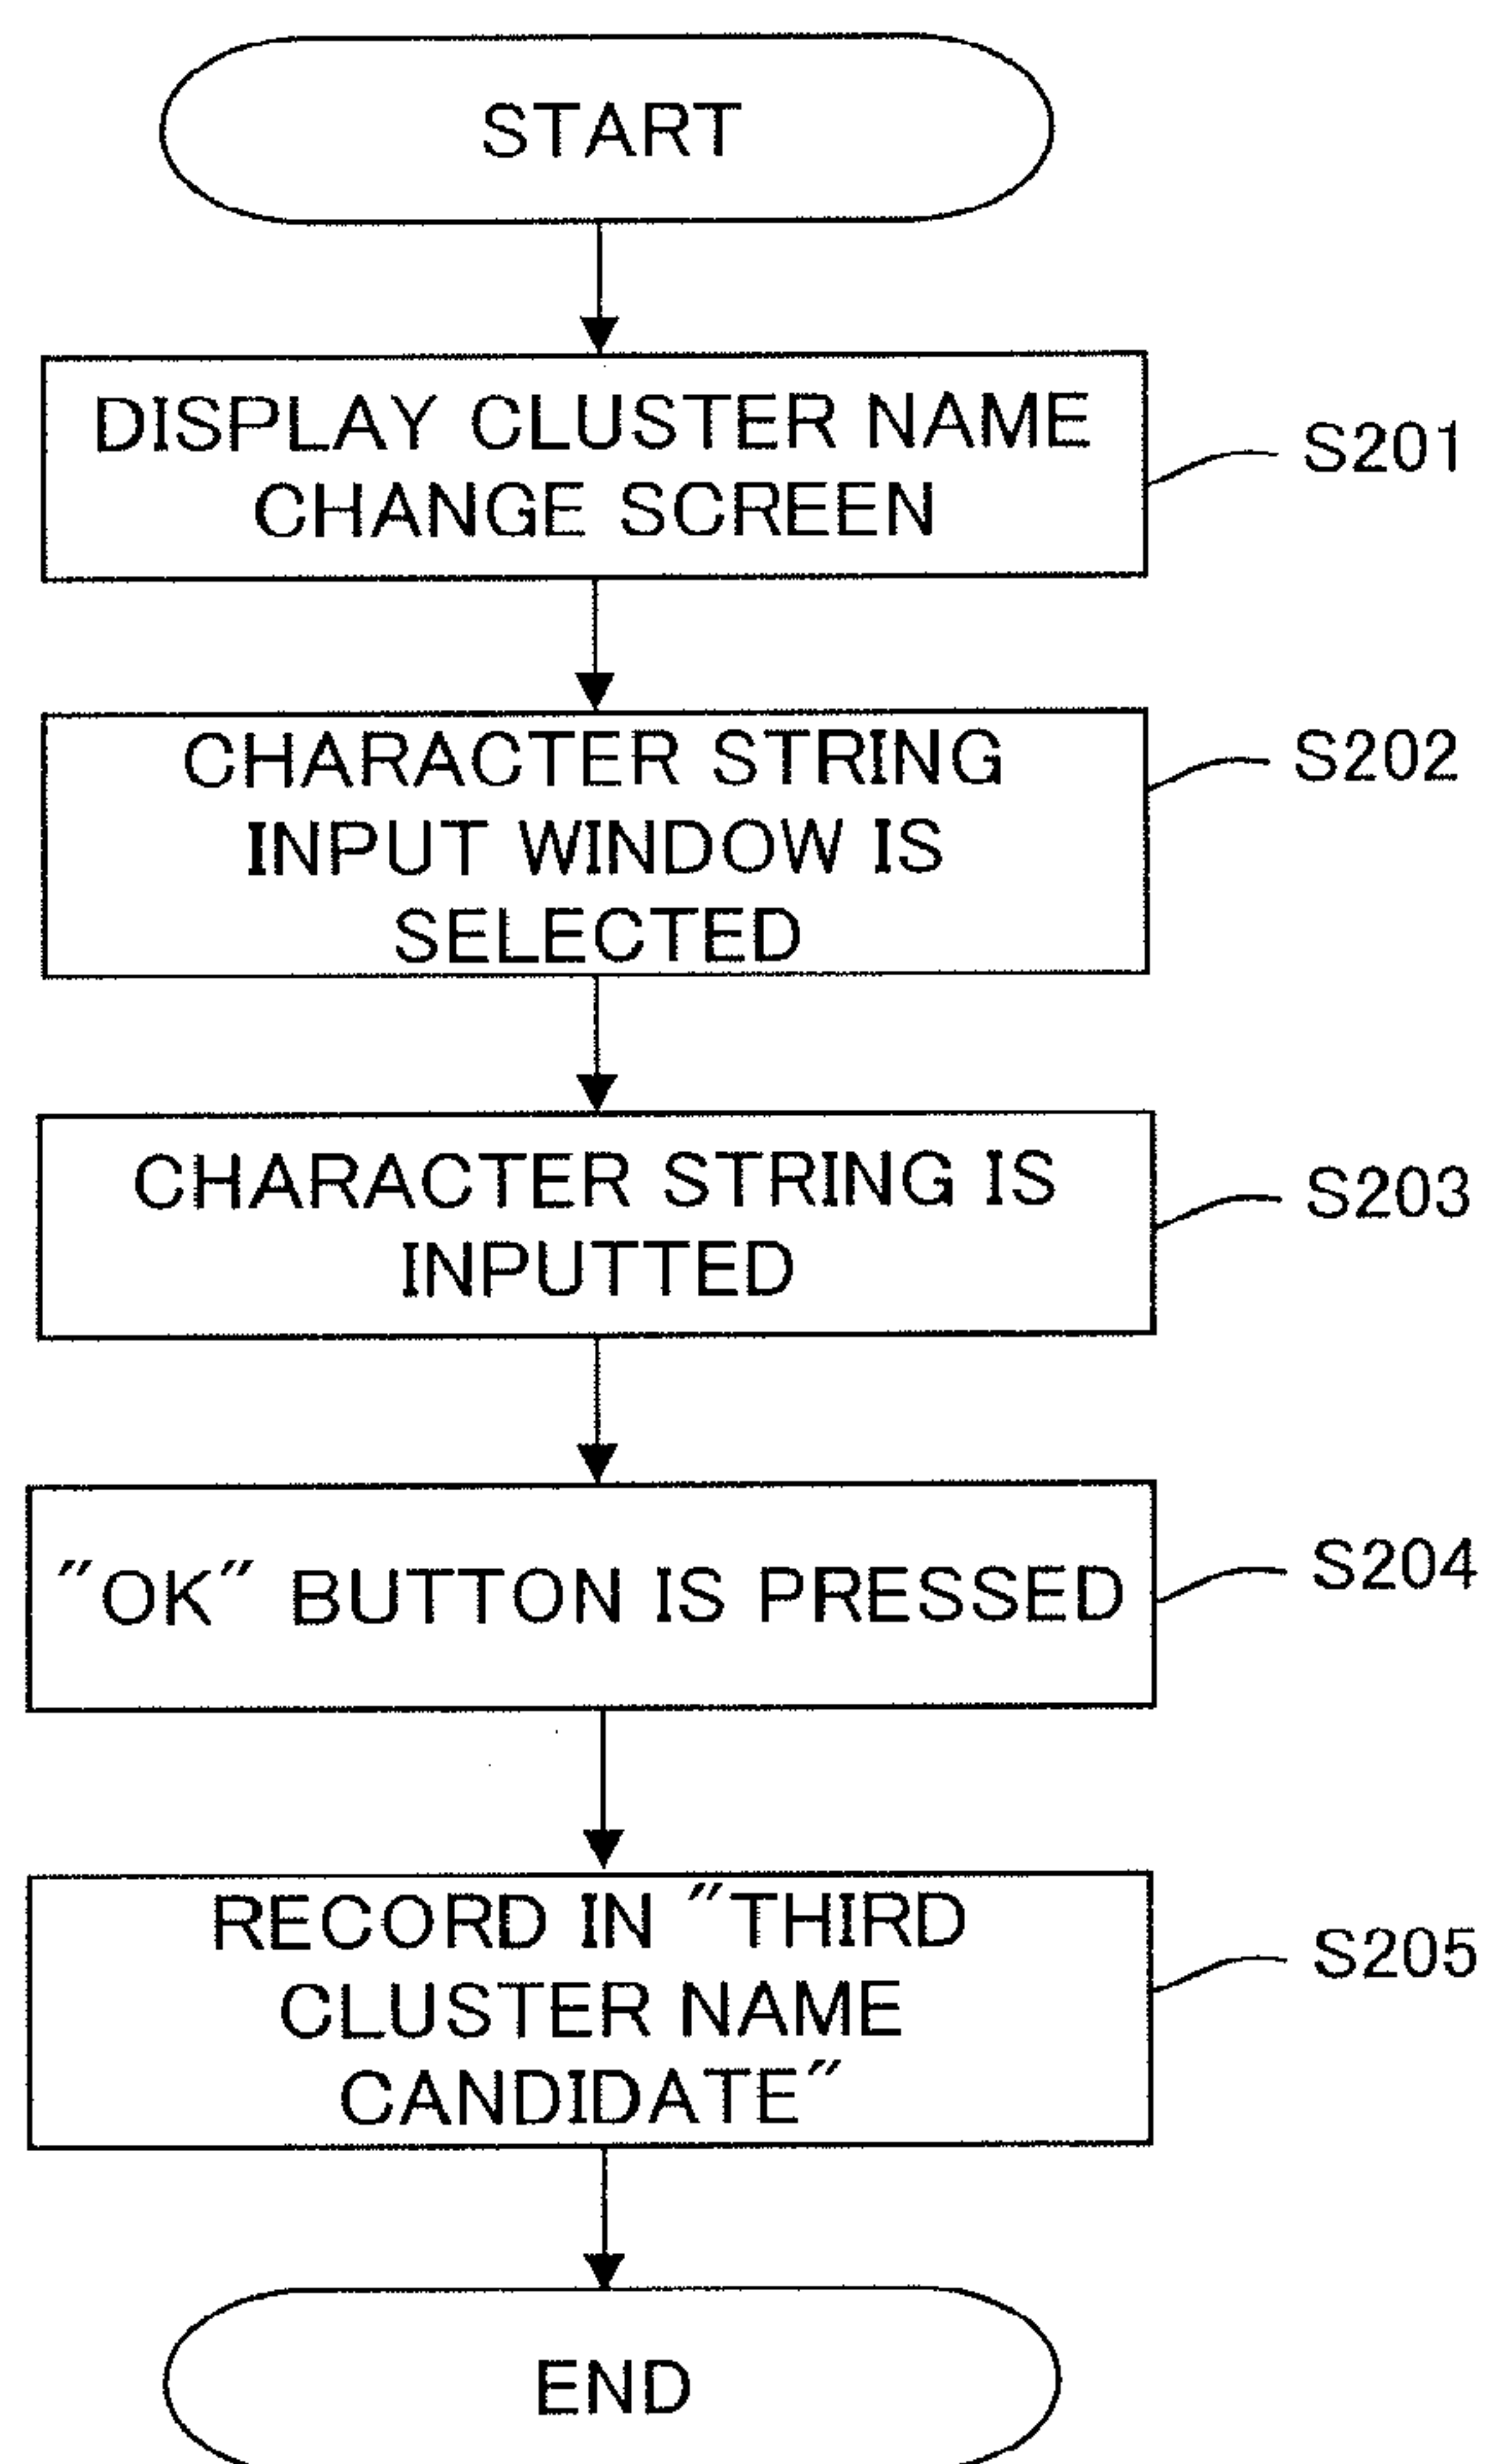 START
DISPLAY CLUSTER NAME
CHANGE SCREEN
S201
CHARACTER STRING
INPUT WINDOW IS
SELECTED
S202
CHARACTER STRING IS
INPUTTED
S203
"OK" BUTTON IS PRESSED
S204
RECORD IN "THIRD
CLUSTER NAME
CANDIDATE"
S205
END